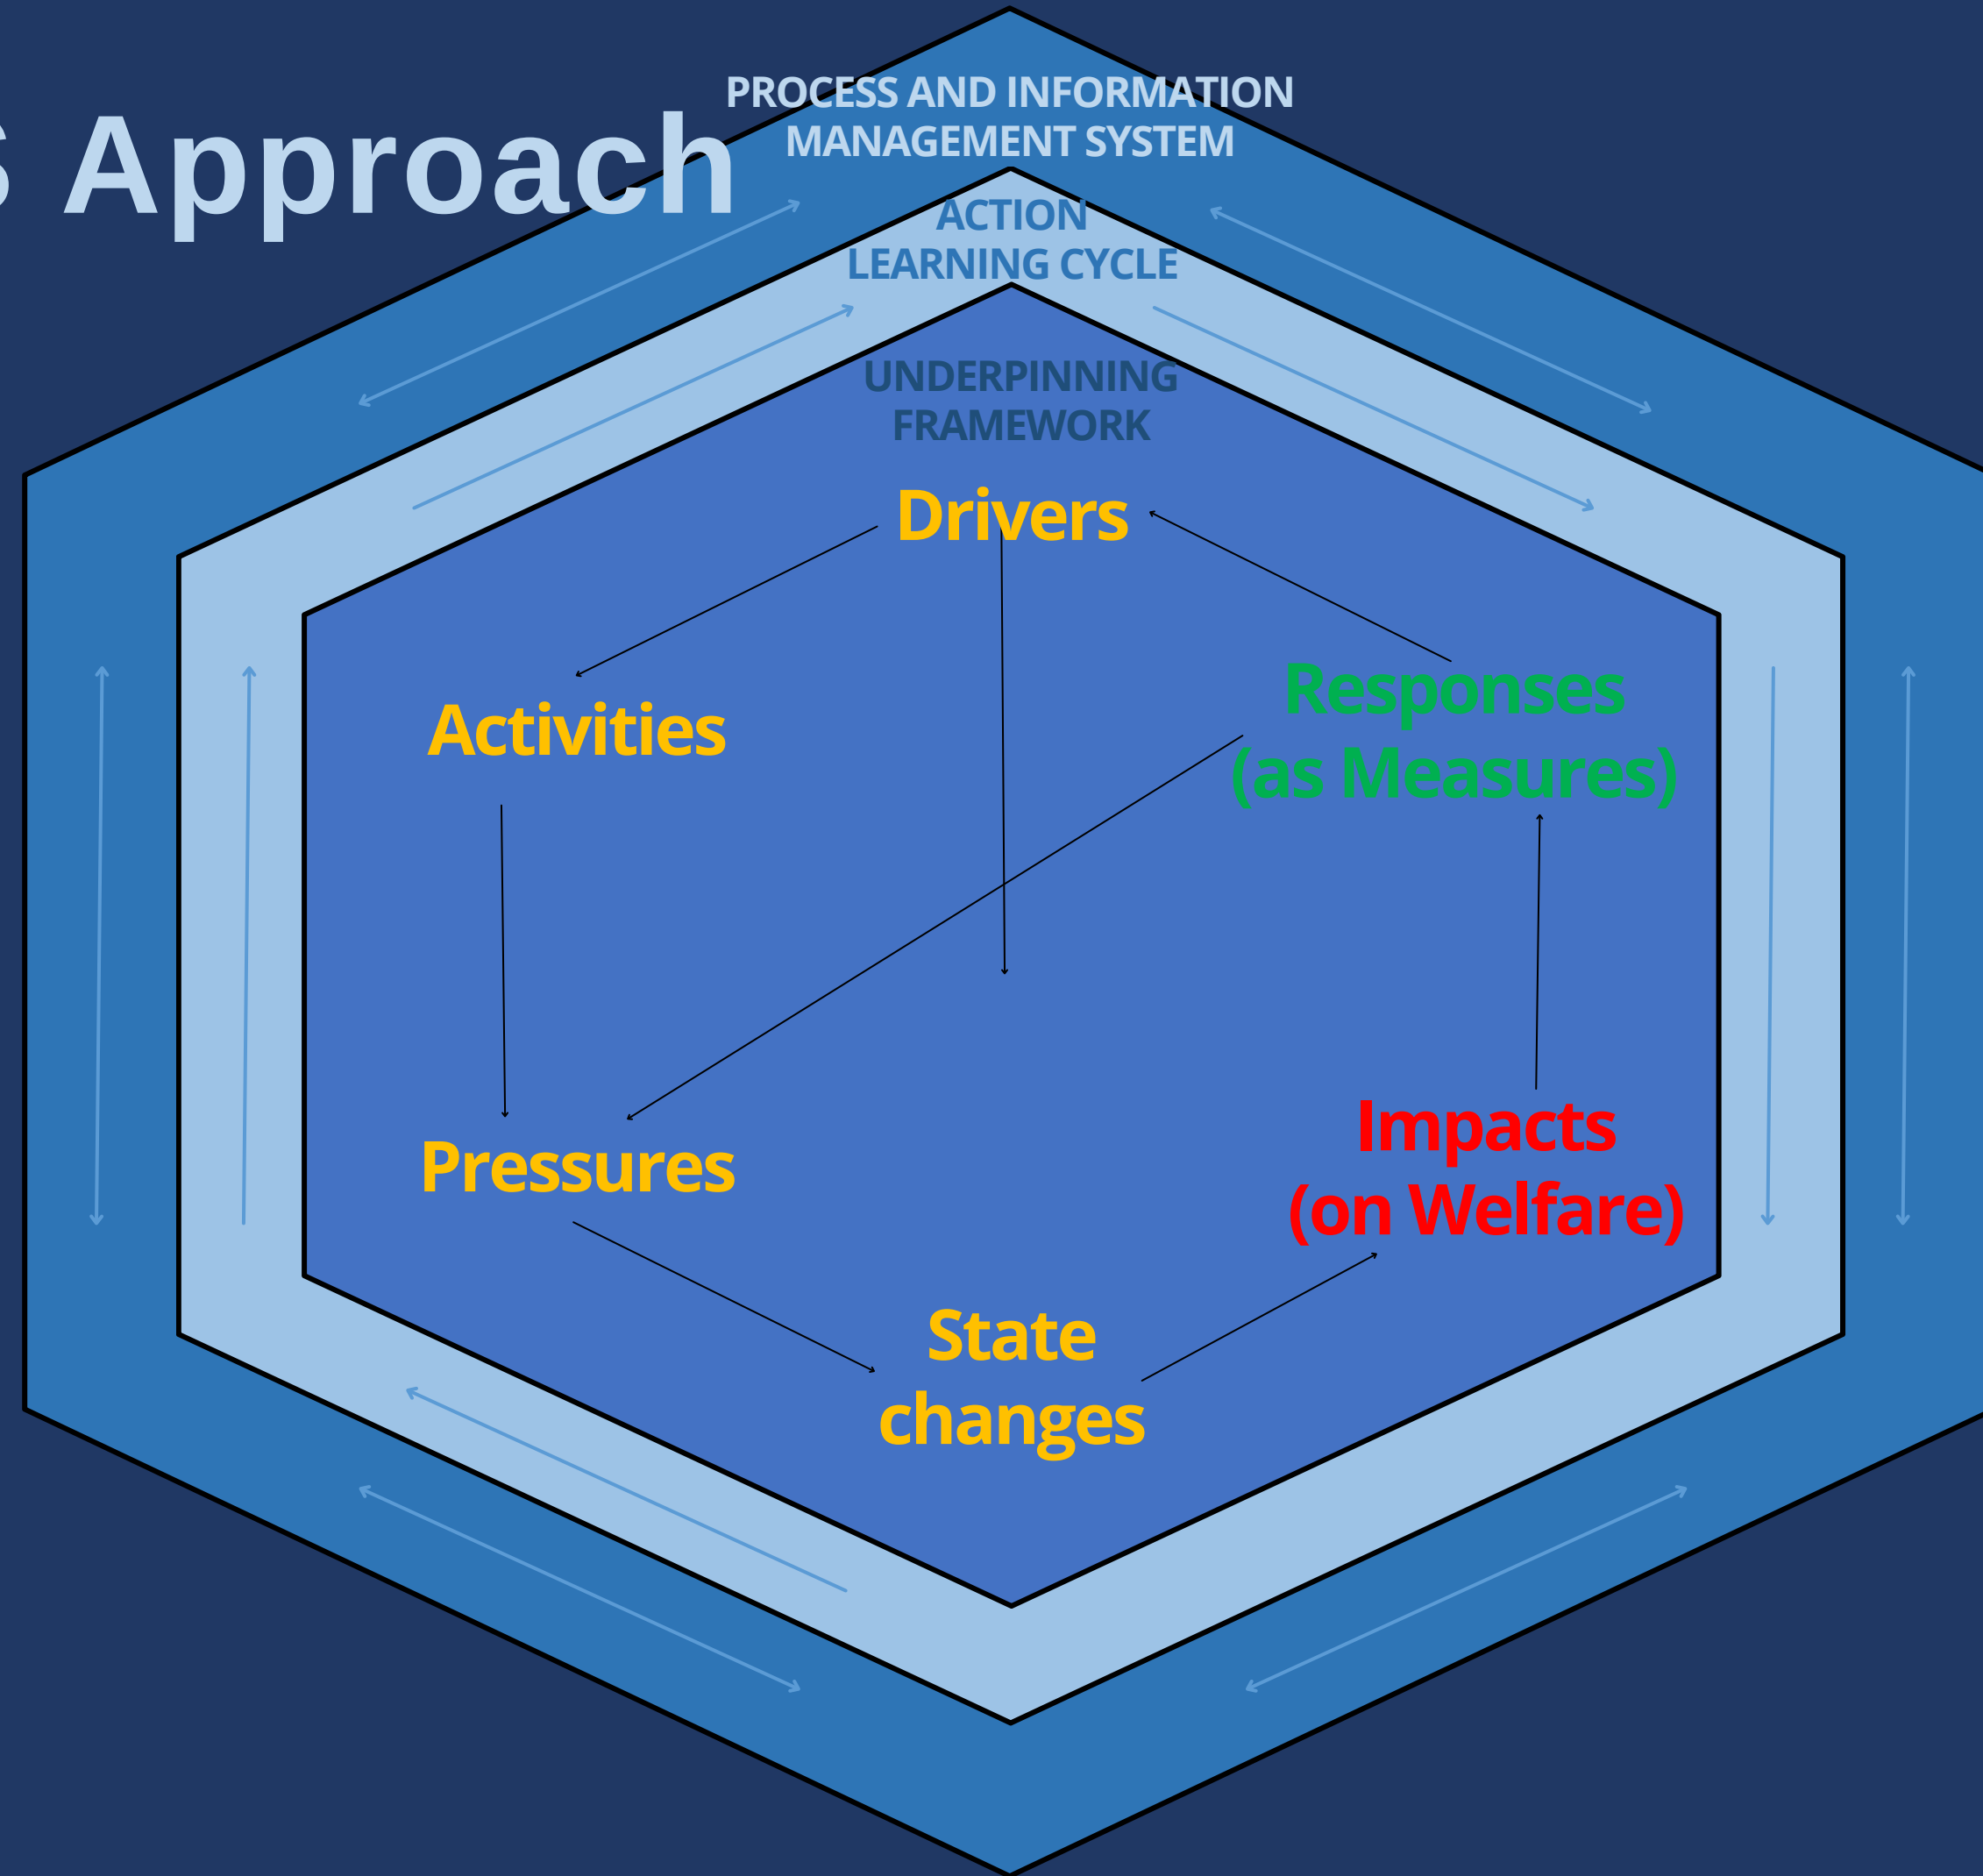 Approach
PROCESS AND INFORMATION
MANAGEMENT SYSTEM
ACTION
LEARNING CYCLE
UNDERPINNING
FRAMEWORK
Drivers
Activities
Responses
(as Measures)
Pressures
Impacts
(on Welfare)
State
changes